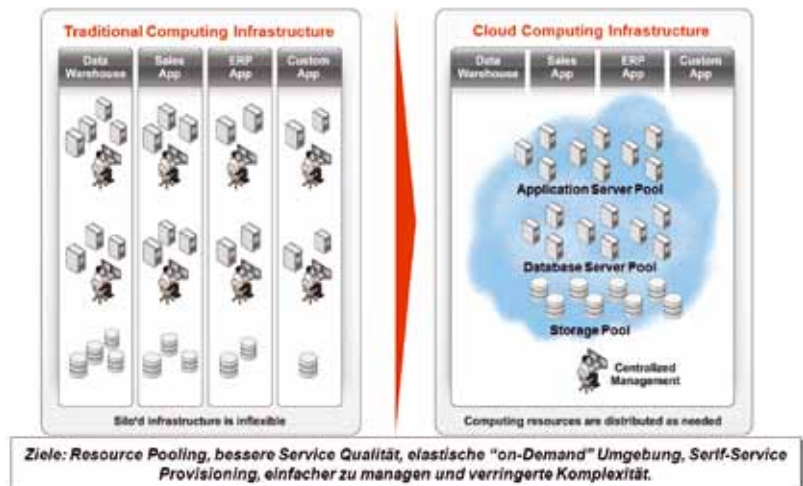 Traditional Computing Infrastructure
Data Warehouse
Sales App
ERP App
Custom App
Silo'd infrastructure is inflexible
Cloud Computing Infrastructure
Data Warehouse
Sales App
ERP App
Custom App
Application Server Pool
Database Server Pool
Storage Pool
Centralized
Management
Computing resources are distributed as needed
Ziele: Resource Pooling, bessere Service Qualität, elastische "on-Demand" Umgebung, Serlf-Service
Provisioning, einfacher zu managen und verringerte Komplexität.